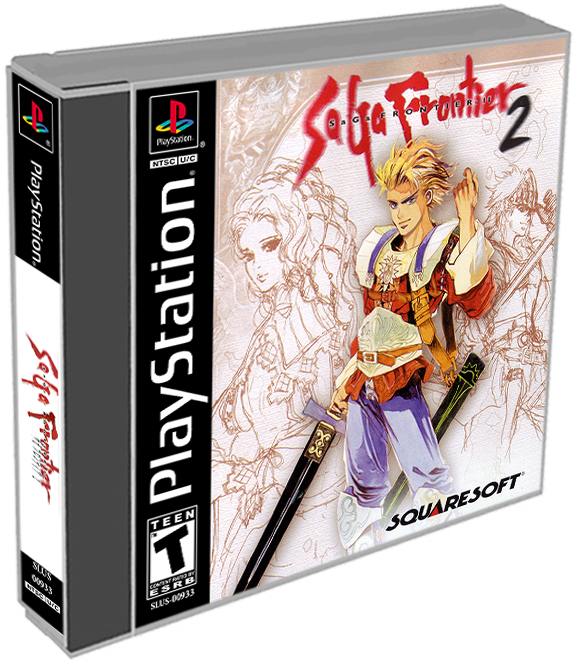 PlayStation
SaGa Frontier
SLUS
00933
NTSC U/C
PlayStation
®
NTSC U/C
PlayStation
TEEN
T
CONTENT RATED BY
ESRB
SLUS-00933
SaGa Frontier 2
SaGa FRONTIER II
SQUARESOFT®